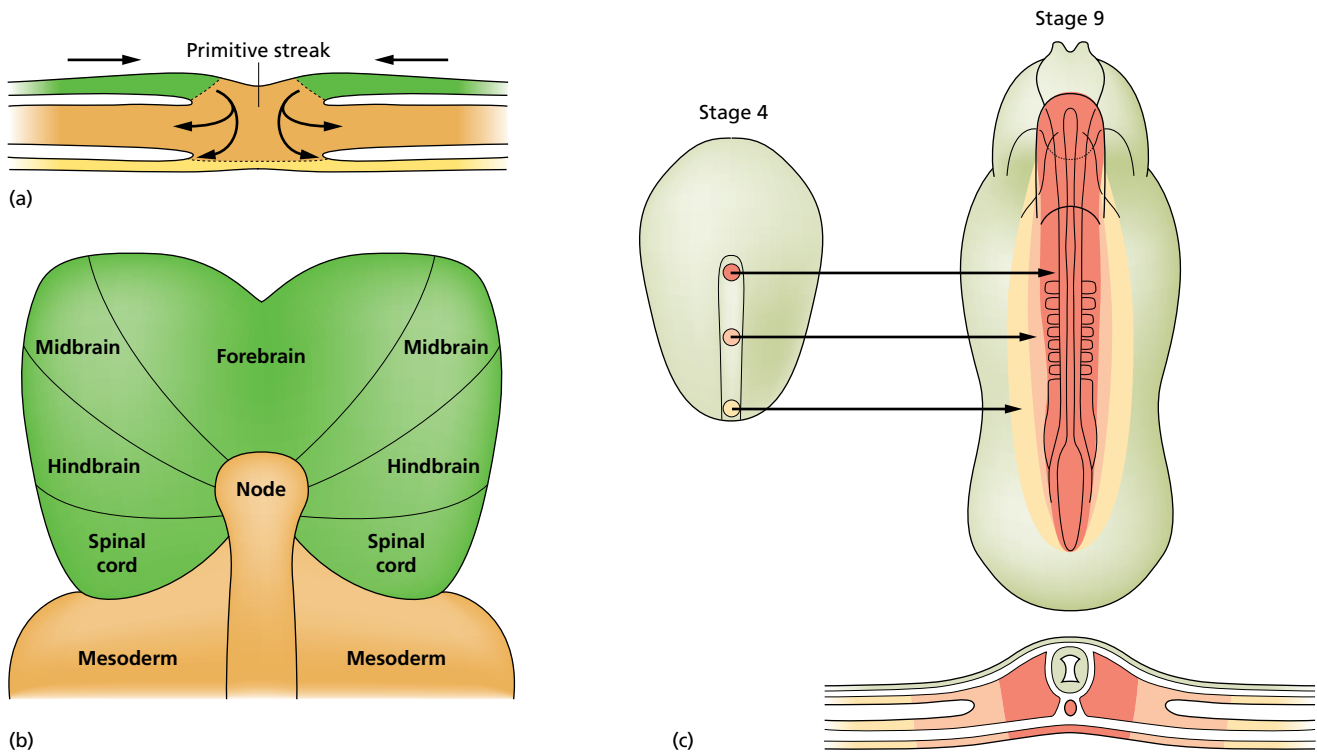 Primitive streak
(a)
Midbrain
Forebrain
Midbrain
Hindbrain
Node
Hindbrain
Spinal
cord
Spinal
cord
Mesoderm
Mesoderm
(b)
Stage 9
Stage 4
(c)